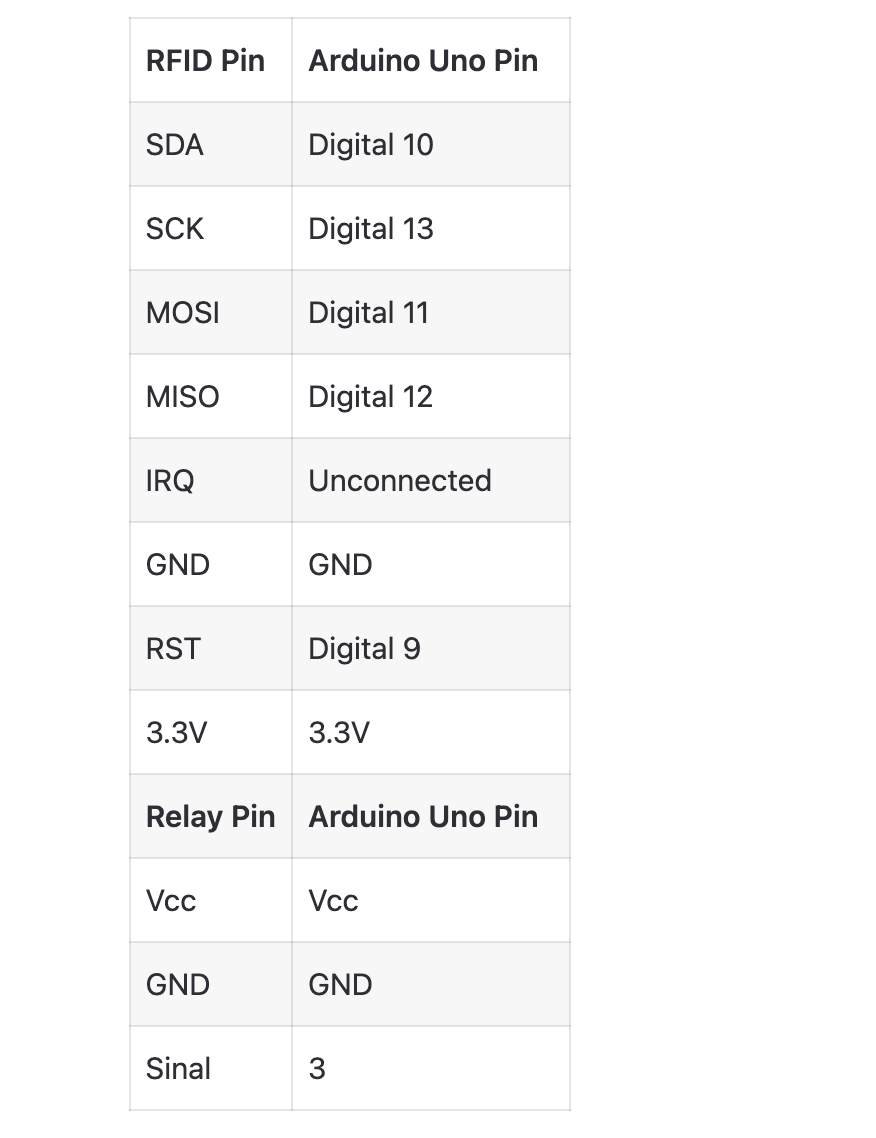 RFID Pin Arduino Uno Pin
SDA Digital 10
SCK Digital 13
MOSI Digital 11
MISO Digital 12
IRQ Unconnected
GND GND
RST Digital 9
3.3V 3.3V
Relay Pin Arduino Uno Pin
Vcc Vcc
GND GND
Sinal 3